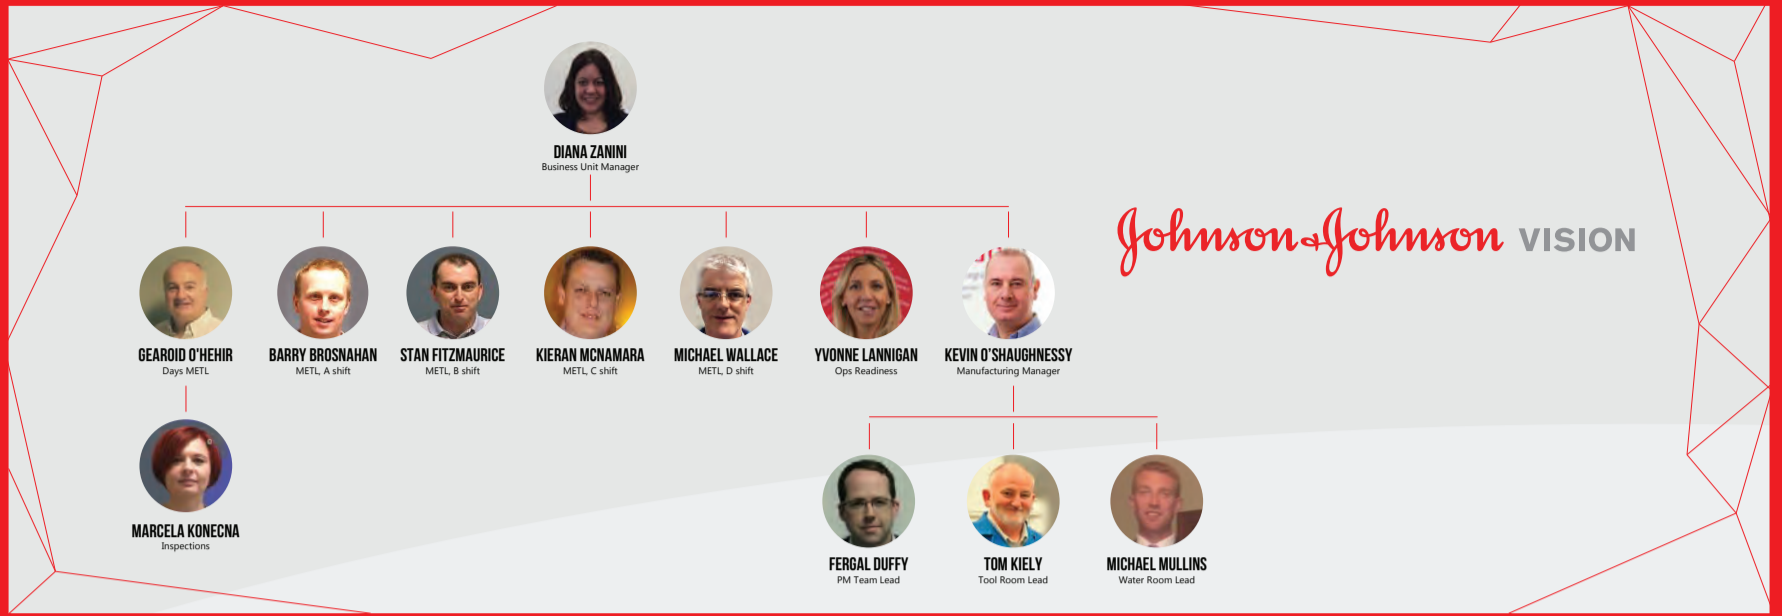 DIANA ZANINI
Business Unit Manager
Johnson & Johnson VISION
GEAROID O'HEHIR
Days METL
BARRY BROSNAHAN
METL, A shift
STAN FITZMAURICE
METL, B shift
KIERAN MCNAMARA
METL, C shift
MICHAEL WALLACE
METL, D shift
YVONNE LANNIGAN
Ops Readiness
KEVIN O'SHAUGHNESSY
Manufacturing Manager
MARCELA KONECNA
Inspections
FERGAL DUFFY
PM Team Lead
TOM KIELY
Tool Room Lead
MICHAEL MULLINS
Water Room Lead